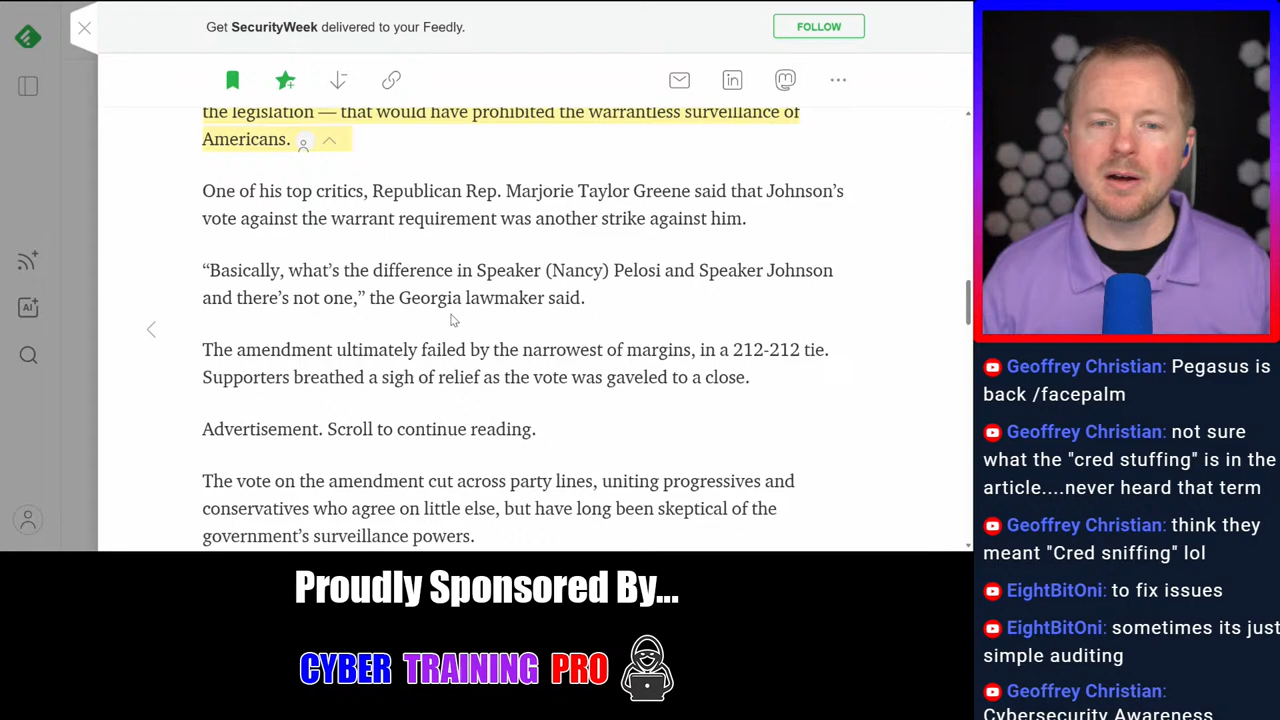 Get SecurityWeek delivered to your Feedly.
FOLLOW
the legislation — that would have prohibited the warrantless surveillance of
Americans.
One of his top critics, Republican Rep. Marjorie Taylor Greene said that Johnson’s
vote against the warrant requirement was another strike against him.
“Basically, what’s the difference in Speaker (Nancy) Pelosi and Speaker Johnson
and there’s not one,” the Georgia lawmaker said.
The amendment ultimately failed by the narrowest of margins, in a 212-212 tie.
Supporters breathed a sigh of relief as the vote was gaveled to a close.
Advertisement. Scroll to continue reading.
The vote on the amendment cut across party lines, uniting progressives and
conservatives who agree on little else, but have long been skeptical of the
government’s surveillance powers.
AI+
in
Proudly Sponsored By...
CYBER TRAINING PRO
Geoffrey Christian: Pegasus is
back /facepalm
Geoffrey Christian: not sure
what the "cred stuffing" is in the
article....never heard that term
Geoffrey Christian: think they
meant "Cred sniffing" lol
EightBitOni: to fix issues
EightBitOni: sometimes its just
simple auditing
Geoffrey Christian:
Cybersecurity Awareness